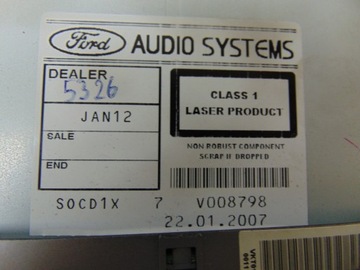 Ford AUDIO SYSTEMS
DEALER
5326
JAN12
SALE
END
CLASS 1
LASER PRODUCT
NON ROBUST COMPONENT
SCRAP IF DROPPED
SOCD1X 7 V008798
22.01.2007